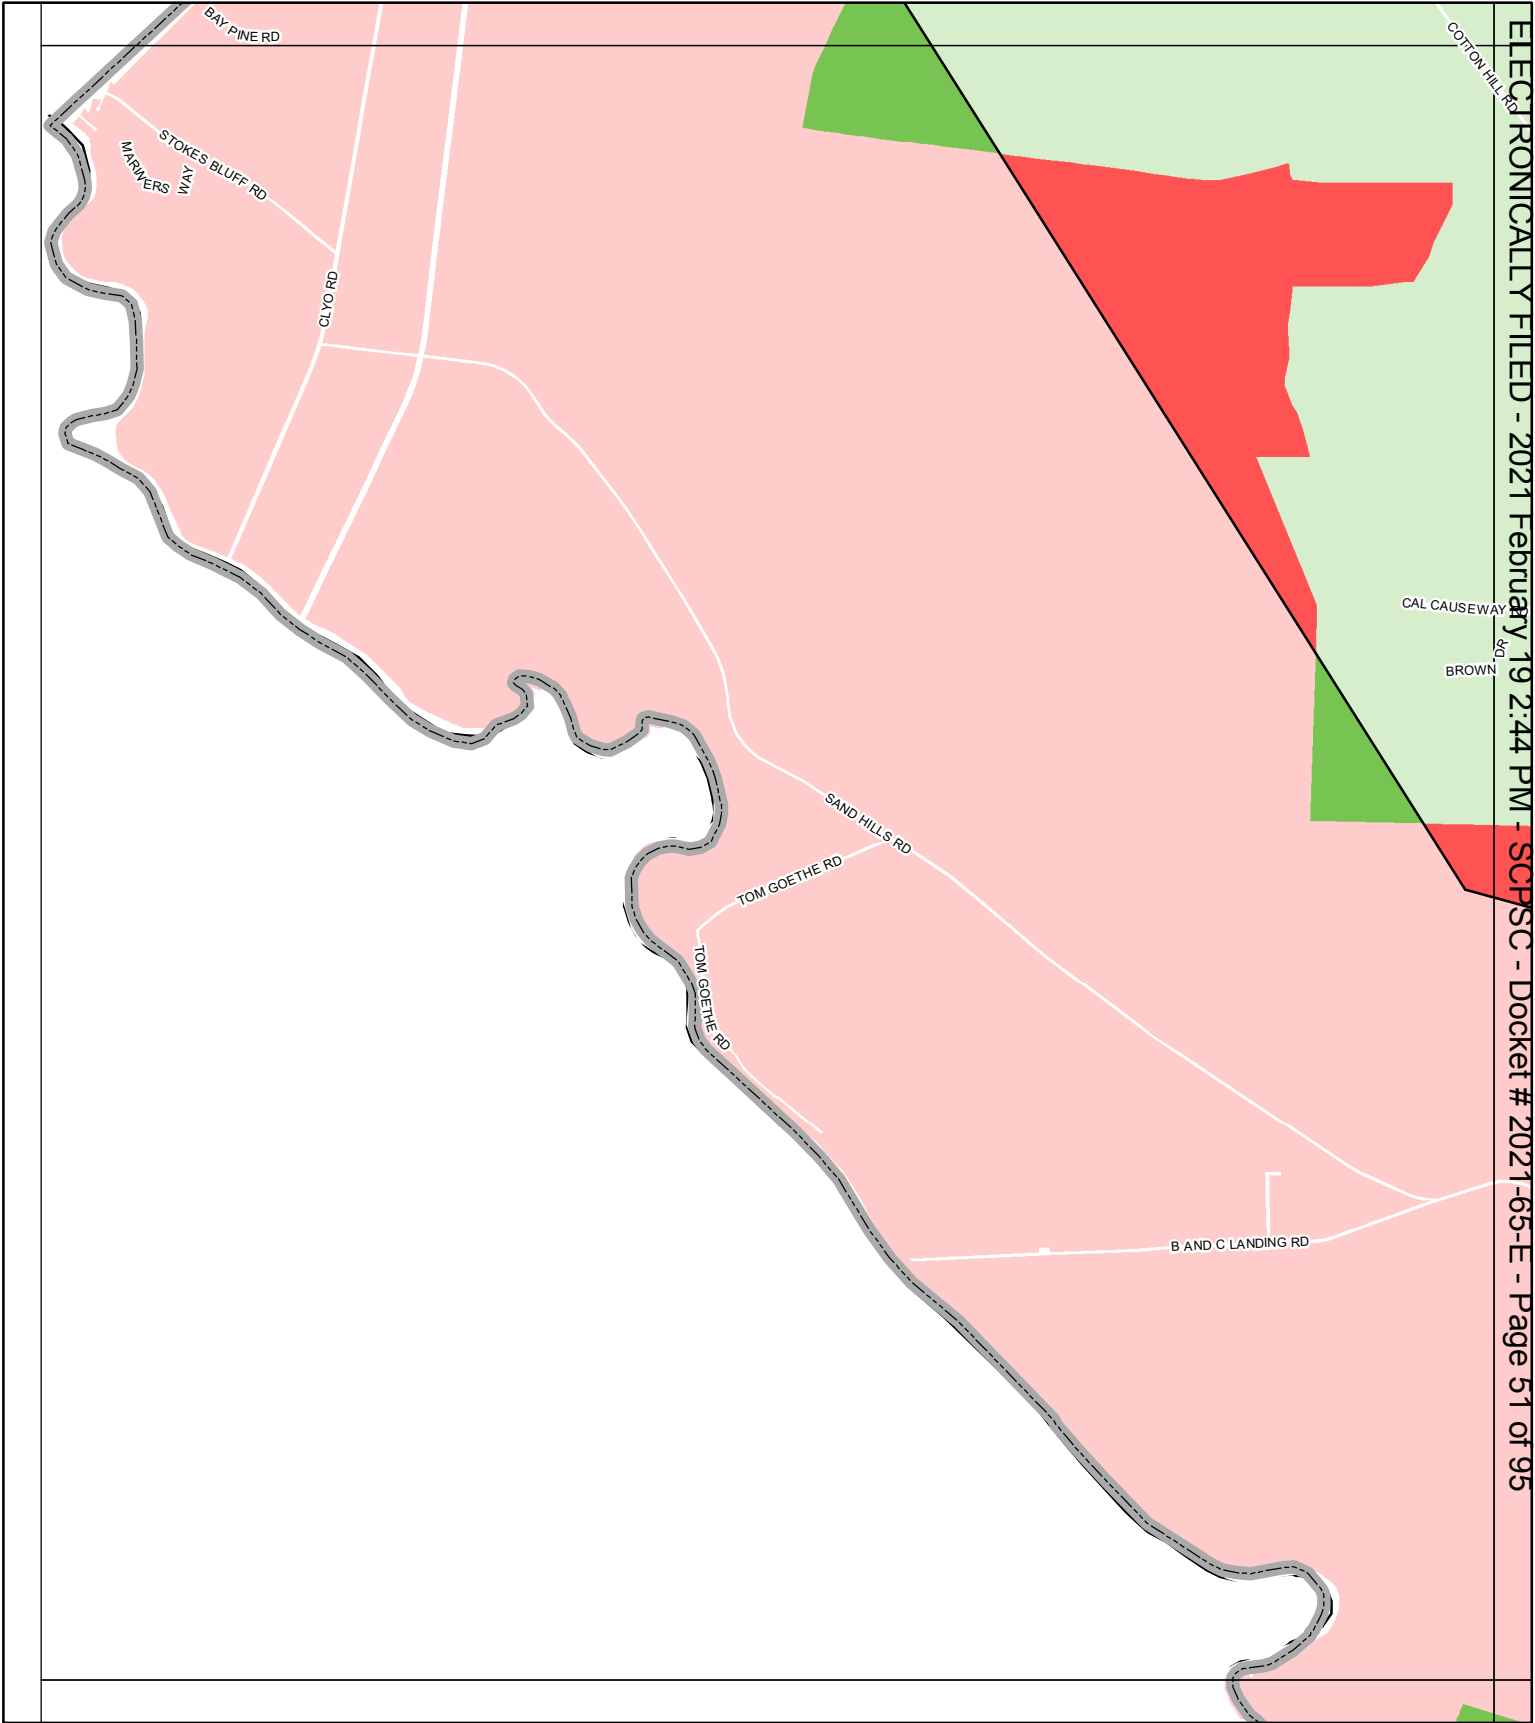 BAY PINE RD
COTTON HILL RD
STOKES BLUFF RD
MARINERS WAY
CLYO RD
CAL CAUSEWAY
BROWN DR
SAND HILLS RD
TOM GOETHE RD
TOM GOETHE RD
B AND C LANDING RD
ELECTRONICALLY FILED - 2021 February 19 2:44 PM - SCPSC - Docket # 2021-65-E - Page 51 of 95